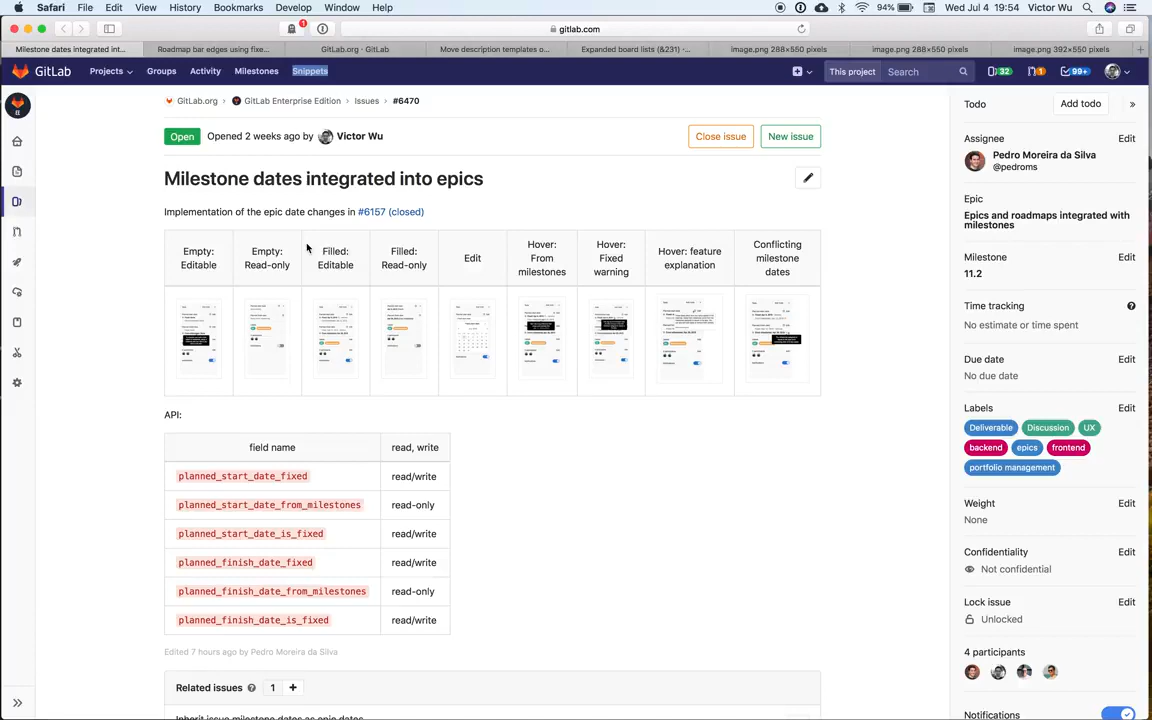 Safari File Edit View History Bookmarks Develop Window Help 94% Wed Jul 4 19:54 Victor Wu
gitlab.com
Milestone dates integrated int... Roadmap bar edges using fixe... GitLab.org · GitLab Move description templates o... Expanded board lists (&231) ·... image.png 288×550 pixels image.png 288×550 pixels image.png 392×550 pixels
GitLab Projects Groups Activity Milestones Snippets This project Search 32 1 99+
GitLab.org › GitLab Enterprise Edition › Issues › #6470
Open Opened 2 weeks ago by Victor Wu Close issue New issue
Milestone dates integrated into epics
Implementation of the epic date changes in #6157 (closed)
Empty: Editable
Empty: Read-only
Filled: Editable
Filled: Read-only
Edit
Hover: From milestones
Hover: Fixed warning
Hover: feature explanation
Conflicting milestone dates
API:
field name read, write
planned_start_date_fixed read/write
planned_start_date_from_milestones read-only
planned_start_date_is_fixed read/write
planned_finish_date_fixed read/write
planned_finish_date_from_milestones read-only
planned_finish_date_is_fixed read/write
Edited 7 hours ago by Pedro Moreira da Silva
Related issues 1
Inherit issue milestone dates as epic dates
Todo Add todo
Assignee Edit
Pedro Moreira da Silva
@pedroms
Epic
Epics and roadmaps integrated with
milestones
Milestone Edit
11.2
Time tracking
No estimate or time spent
Due date Edit
No due date
Labels Edit
Deliverable Discussion UX
backend epics frontend
portfolio management
Weight Edit
None
Confidentiality Edit
Not confidential
Lock issue Edit
Unlocked
4 participants
Notifications